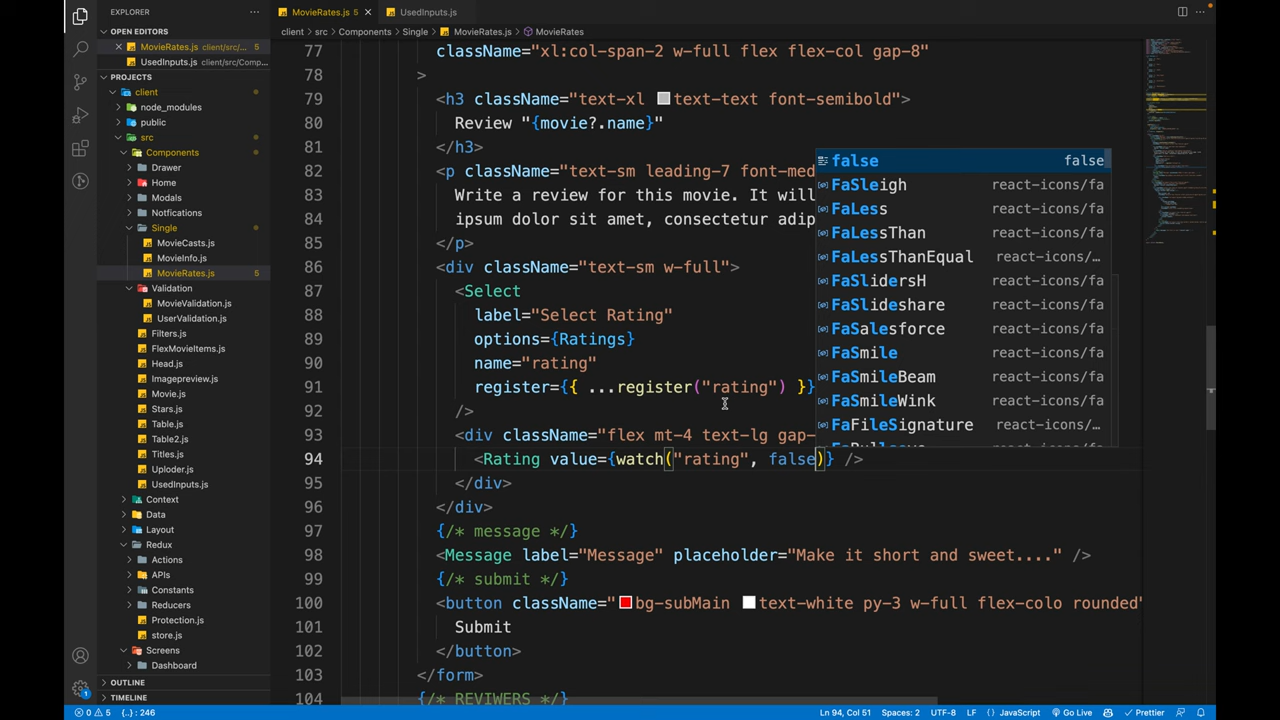 EXPLORER
OPEN EDITORS
MovieRates.js client/src/... 5
UsedInputs.js client/src/Comp...
PROJECTS
client
node_modules
public
src
Components
Drawer
Home
Modals
Notfications
Single
MovieCasts.js
MovieInfo.js
MovieRates.js 5
Validation
MovieValidation.js
UserValidation.js
Filters.js
FlexMovieItems.js
Head.js
Imagepreview.js
Movie.js
Stars.js
Table.js
Table2.js
Titles.js
Uploder.js
UsedInputs.js
Context
Data
Layout
Redux
Actions
APIs
Constants
Reducers
Protection.js
store.js
Screens
Dashboard
OUTLINE
TIMELINE
MovieRates.js 5
UsedInputs.js
client > src > Components > Single > MovieRates.js > MovieRates
77 className="xl:col-span-2 w-full flex flex-col gap-8"
78 >
79 <h3 className="text-xl text-text font-semibold">
80 Review "{movie?.name}"
81 </h3>
82 <p className="text-sm leading-7 font-med
83 Write a review for this movie. It will
84 ipsum dolor sit amet, consectetur adip
85 </p>
86 <div className="text-sm w-full">
87 <Select
88 label="Select Rating"
89 options={Ratings}
90 name="rating"
91 register={{ ...register("rating") }}
92 />
93 <div className="flex mt-4 text-lg gap-
94 <Rating value={watch("rating", false)} />
95 </div>
96 </div>
97 {/* message */}
98 <Message label="Message" placeholder="Make it short and sweet...." />
99 {/* submit */}
100 <button className="bg-subMain text-white py-3 w-full flex-colo rounded"
101 Submit
102 </button>
103 </form>
104 {/* REVIWERS */}
false false
FaSleigh react-icons/fa
FaLess react-icons/fa
FaLessThan react-icons/fa
FaLessThanEqual react-icons/...
FaSlidersH react-icons/fa
FaSlideshare react-icons/fa
FaSalesforce react-icons/fa
FaSmile react-icons/fa
FaSmileBeam react-icons/fa
FaSmileWink react-icons/fa
FaFileSignature react-icons/fa
1
0 5 {..} : 246
Ln 94, Col 51 Spaces: 2 UTF-8 LF JavaScript Go Live Prettier